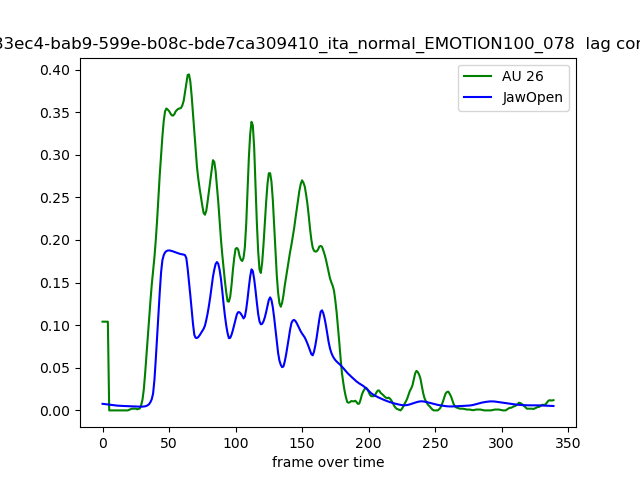 33ec4-bab9-599e-b08c-bde7ca309410_ita_normal_EMOTION100_078 lag cor
AU 26
JawOpen
0.40
0.35
0.30
0.25
0.20
0.15
0.10
0.05
0.00
0 50 100 150 200 250 300 350
frame over time